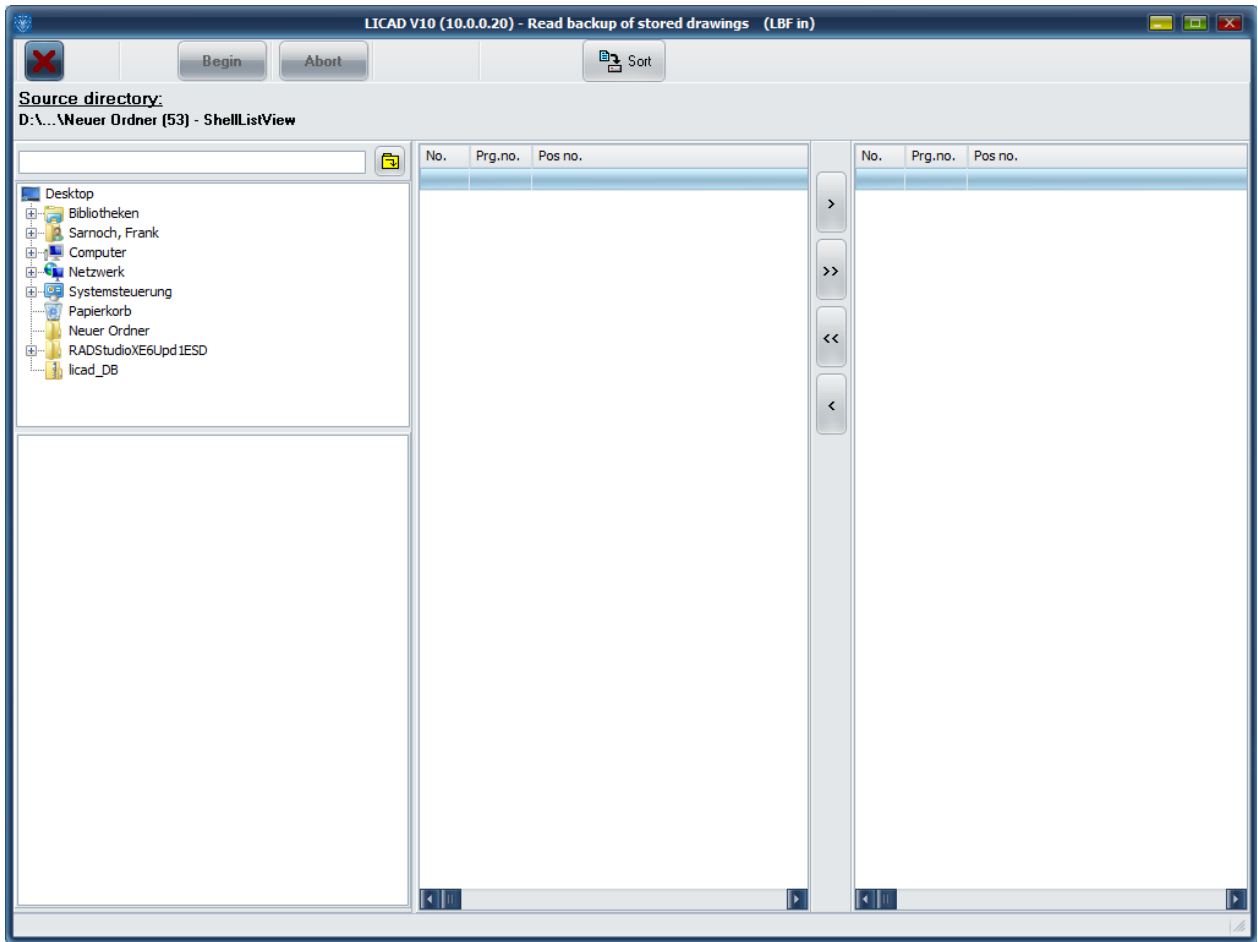 LICAD V10 (10.0.0.20) - Read backup of stored drawings (LBF in)
Begin Abort Sort
Source directory:
D:\...\Neuer Ordner (53) - ShellListView
No. Prg.no. Pos no. No. Prg.no. Pos no.
Desktop
Bibliotheken
Sarnoch, Frank
Computer
Netzwerk
Systemsteuerung
Papierkorb
Neuer Ordner
RADStudioXE6Upd1ESD
licad_DB
>
>>
<<
<